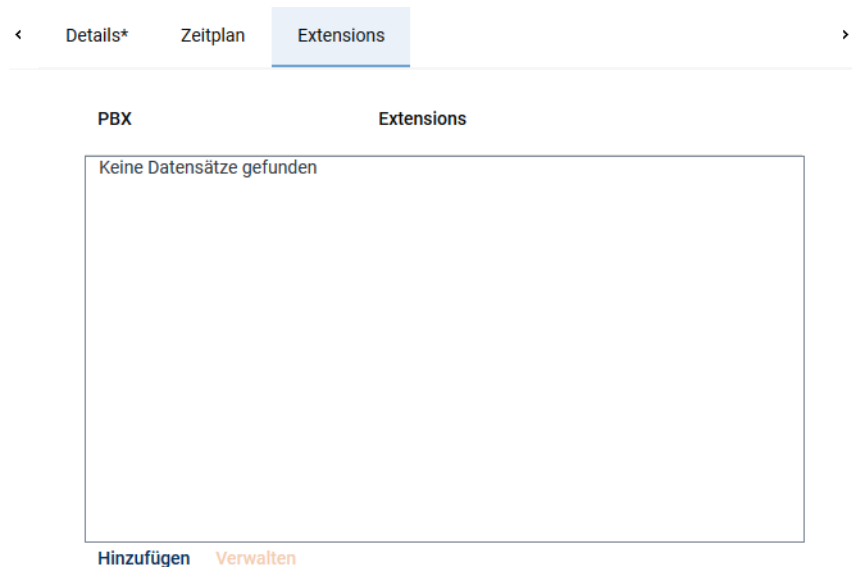 Details* Zeitplan Extensions
PBX Extensions
Keine Datensätze gefunden
Hinzufügen Verwalten